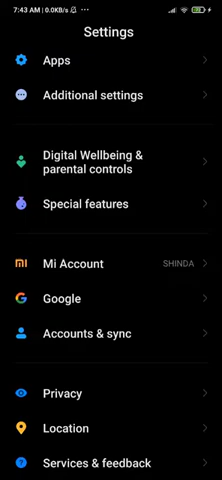 7:43 AM | 0.0KB/s
Settings
Apps
Additional settings
Digital Wellbeing &
parental controls
Special features
Mi Account SHINDA
Google
Accounts & sync
Privacy
Location
Services & feedback